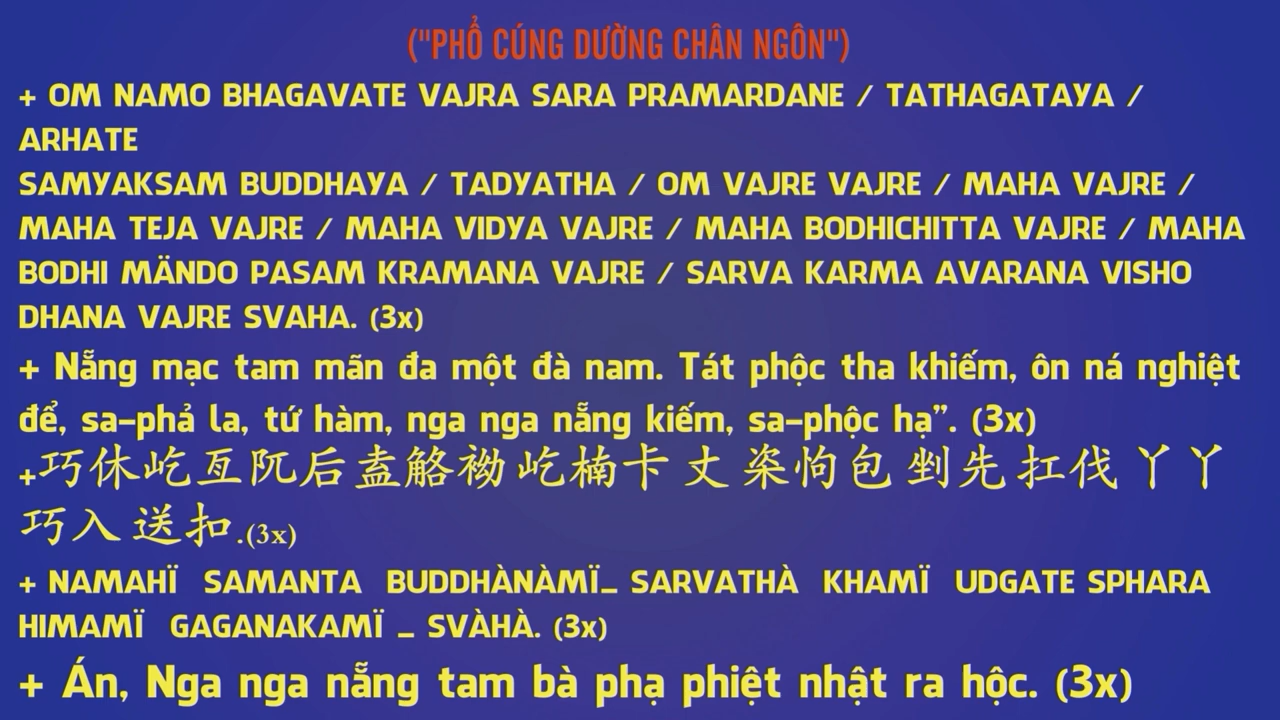 ("PHỔ CÚNG DƯỜNG CHÂN NGÔN")
+ OM NAMO BHAGAVATE VAJRA SARA PRAMARDANE / TATHAGATAYA /
ARHATE
SAMYAKSAM BUDDHAYA / TADYATHA / OM VAJRE VAJRE / MAHA VAJRE /
MAHA TEJA VAJRE / MAHA VIDYA VAJRE / MAHA BODHICHITTA VAJRE / MAHA
BODHI MÄNDO PASAM KRAMANA VAJRE / SARVA KARMA AVARANA VISHO
DHANA VAJRE SVAHA. (3x)
+ Nẵng mạc tam mãn đa một đà nam. Tát phộc tha khiếm, ôn ná nghiệt
để, sa-phả la, tứ hàm, nga nga nẵng kiếm, sa-phộc hạ”. (3x)
+巧休屹亙阢后盍觡袎屹楠卡丈栥恟包剉先扛伐丫丫
巧入送扣.(3x)
+ NAMAHÏ SAMANTA BUDDHÀNÀMÏ_ SARVATHÀ KHAMÏ UDGATE SPHARA
HIMAMÏ GAGANAKAMÏ _ SVÀHÀ. (3x)
+ Án, Nga nga nẵng tam bà phạ phiệt nhật ra hộc. (3x)